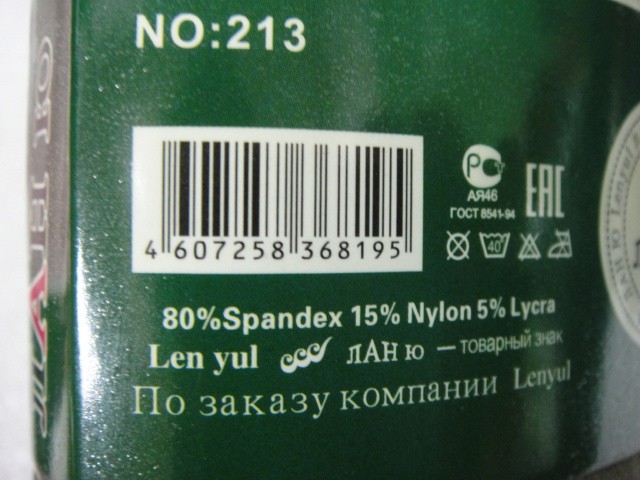 NO:213
4 607258 368195
РСТ
АЯ46
ГОСТ 8541-94
EAC
40
80%Spandex 15% Nylon 5% Lycra
Len yul ЛАН ю — товарный знак
По заказу компании Lenyul